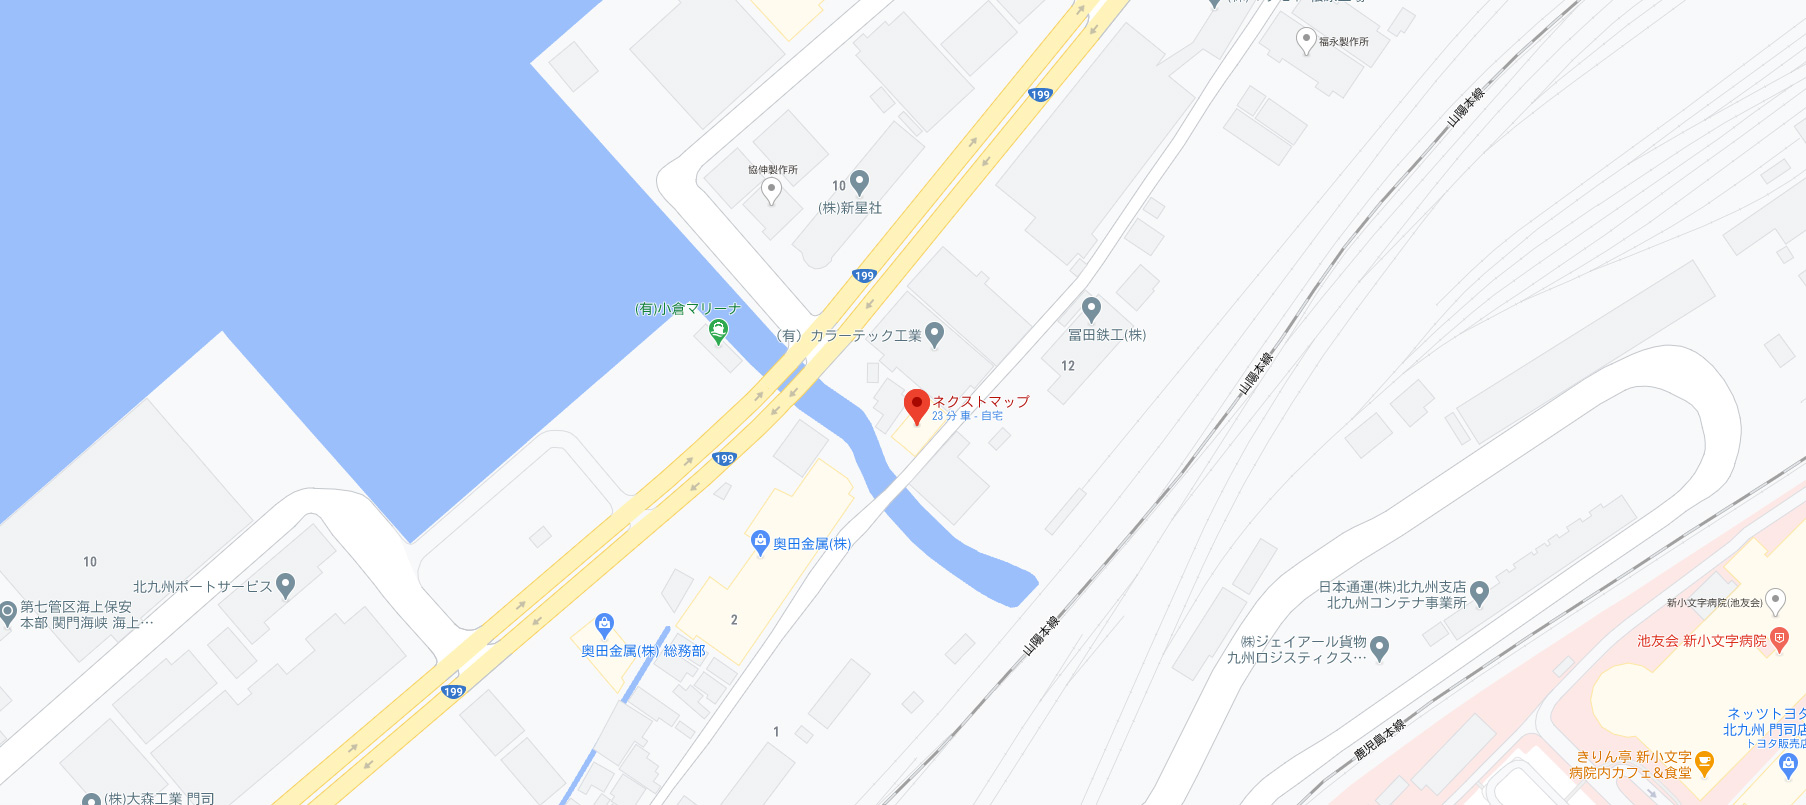 福永製作所
199
山陽本線
協伸製作所
10
(株)新星社
199
(有)小倉マリーナ
(有）カラーテック工業
冨田鉄工(株)
12
山陽本線
ネクストマップ
23 分 車 - 自宅
199
奥田金属(株)
10
北九州ポートサービス
第七管区海上保安
本部 関門海峡 海上…
日本通運(株)北九州支店
北九州コンテナ事業所
新小文字病院(池友会)
池友会 新小文字病院
2
奥田金属(株) 総務部
山陽本線
㈱ジェイアール貨物
九州ロジスティクス…
199
1
鹿児島本線
ネッツトヨタ
北九州 門司店
トヨタ販売店
きりん亭 新小文字
病院内カフェ&食堂
(株)大森工業 門司